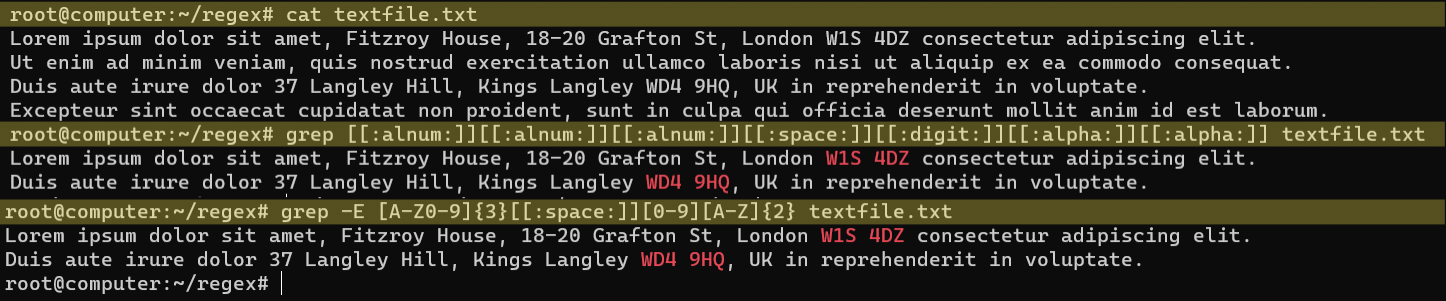 root@computer:~/regex# cat textfile.txt
Lorem ipsum dolor sit amet, Fitzroy House, 18-20 Grafton St, London W1S 4DZ consectetur adipiscing elit.
Ut enim ad minim veniam, quis nostrud exercitation ullamco laboris nisi ut aliquip ex ea commodo consequat.
Duis aute irure dolor 37 Langley Hill, Kings Langley WD4 9HQ, UK in reprehenderit in voluptate.
Excepteur sint occaecat cupidatat non proident, sunt in culpa qui officia deserunt mollit anim id est laborum.
root@computer:~/regex# grep [[:alnum:]][[:alnum:]][[:alnum:]][[:space:]][[:digit:]][[:alpha:]][[:alpha:]] textfile.txt
Lorem ipsum dolor sit amet, Fitzroy House, 18-20 Grafton St, London W1S 4DZ consectetur adipiscing elit.
Duis aute irure dolor 37 Langley Hill, Kings Langley WD4 9HQ, UK in reprehenderit in voluptate.
root@computer:~/regex# grep -E [A-Z0-9]{3}[[:space:]][0-9][A-Z]{2} textfile.txt
Lorem ipsum dolor sit amet, Fitzroy House, 18-20 Grafton St, London W1S 4DZ consectetur adipiscing elit.
Duis aute irure dolor 37 Langley Hill, Kings Langley WD4 9HQ, UK in reprehenderit in voluptate.
root@computer:~/regex#